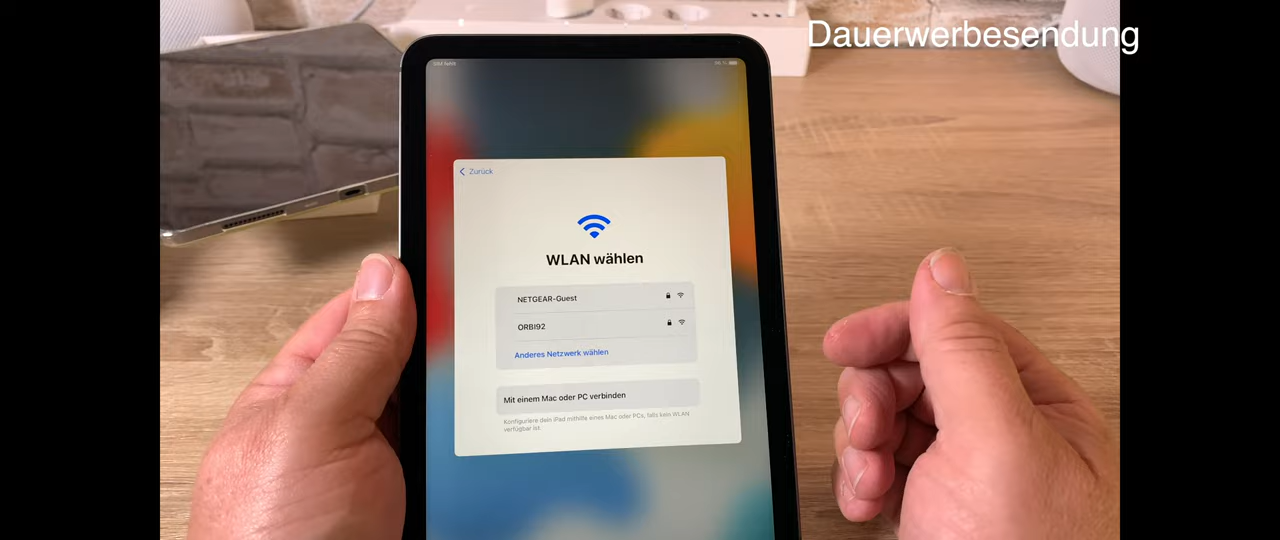 Dauerwerbesendung
Zurück
WLAN wählen
NETGEAR-Guest
ORBI92
Anderes Netzwerk wählen
Mit einem Mac oder PC verbinden
Konfiguriere dein iPad mithilfe eines Mac oder PCs, falls kein WLAN
verfügbar ist.